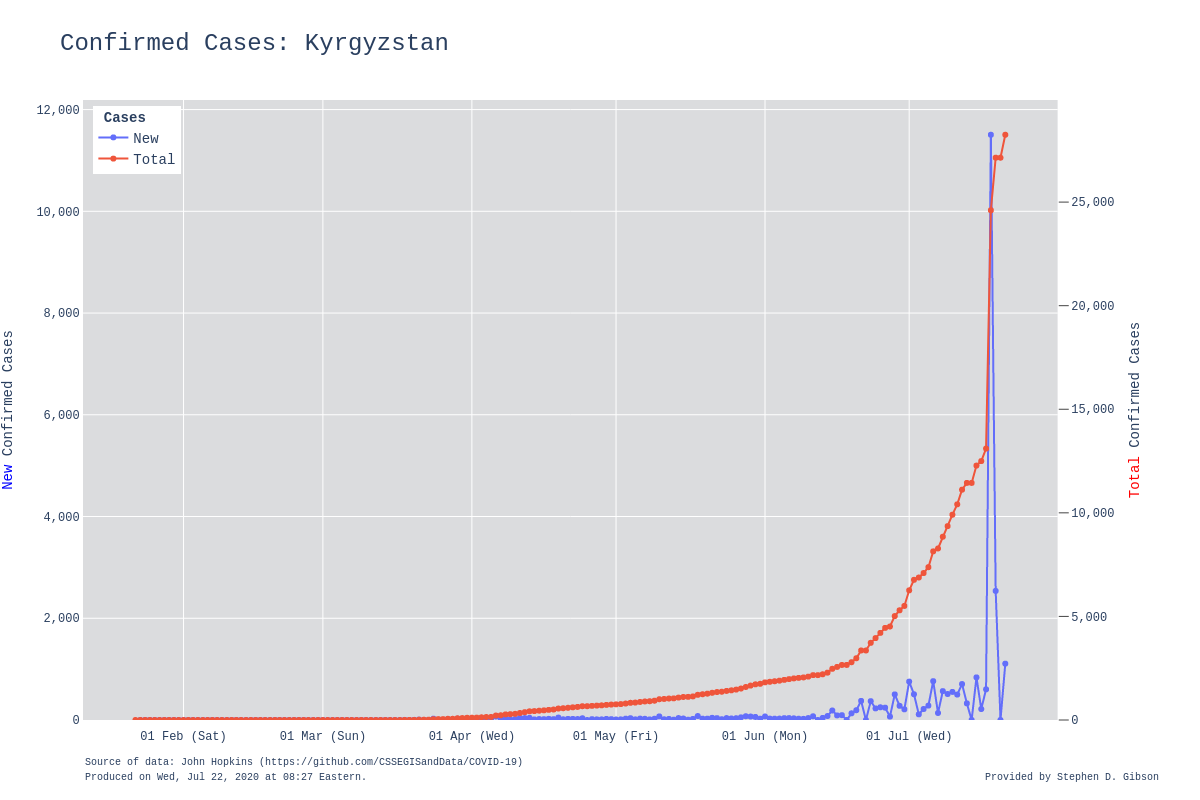 Confirmed Cases: Kyrgyzstan
Cases
New
Total
12,000
10,000
8,000
6,000
4,000
2,000
0
New Confirmed Cases
25,000
20,000
15,000
10,000
5,000
0
Total Confirmed Cases
01 Feb (Sat)
01 Mar (Sun)
01 Apr (Wed)
01 May (Fri)
01 Jun (Mon)
01 Jul (Wed)
Source of data: John Hopkins (https://github.com/CSSEGISandData/COVID-19)
Produced on Wed, Jul 22, 2020 at 08:27 Eastern.
Provided by Stephen D. Gibson